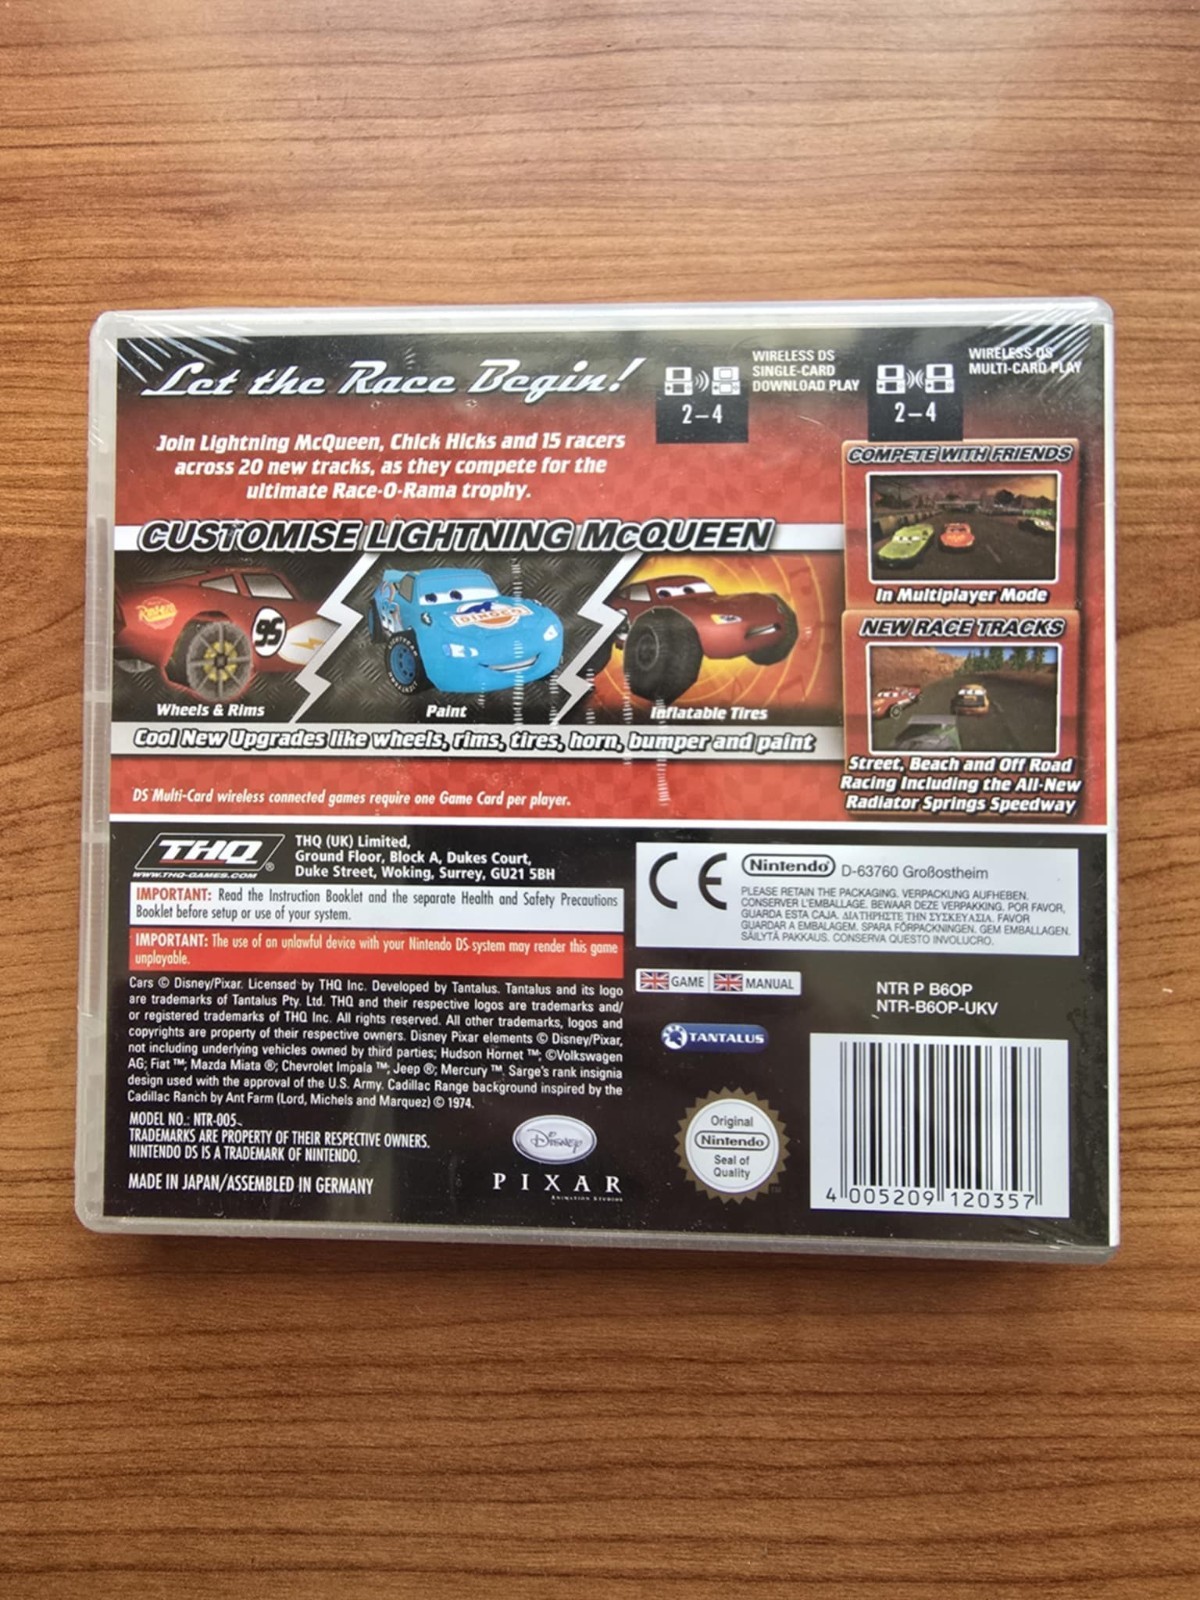 Let the Race Begin!
WIRELESS DS
SINGLE-CARD
DOWNLOAD PLAY
2-4
WIRELESS DS
MULTI-CARD PLAY
2-4
Join Lightning McQueen, Chick Hicks and 15 racers
across 20 new tracks, as they compete for the
ultimate Race-O-Rama trophy.
CUSTOMISE LIGHTNING McQUEEN
95
DINOCO
Wheels & Rims
Paint
Inflatable Tires
Cool New Upgrades like wheels, rims, tires, horn, bumper and paint
DS Multi-Card wireless connected games require one Game Card per player.
COMPETE WITH FRIENDS
In Multiplayer Mode
NEW RACE TRACKS
Street, Beach and Off Road
Racing Including the All-New
Radiator Springs Speedway
THQ®
WWW.THQ-GAMES.COM
THQ (UK) Limited,
Ground Floor, Block A, Dukes Court,
Duke Street, Woking, Surrey, GU21 5BH
IMPORTANT: Read the Instruction Booklet and the separate Health and Safety Precautions
Booklet before setup or use of your system.
IMPORTANT: The use of an unlawful device with your Nintendo DS system may render this game
unplayable.
Cars © Disney/Pixar. Licensed by THQ Inc. Developed by Tantalus. Tantalus and its logo
are trademarks of Tantalus Pty. Ltd. THQ and their respective logos are trademarks and/
or registered trademarks of THQ Inc. All rights reserved. All other trademarks, logos and
copyrights are property of their respective owners. Disney Pixar elements © Disney/Pixar,
not including underlying vehicles owned by third parties; Hudson Hornet ™; ©Volkswagen
AG; Fiat ™; Mazda Miata ®; Chevrolet Impala ™; Jeep ®; Mercury ™. Sarge's rank insignia
design used with the approval of the U.S. Army. Cadillac Range background inspired by the
Cadillac Ranch by Ant Farm (Lord, Michels and Marquez) © 1974.
MODEL NO.: NTR-005
TRADEMARKS ARE PROPERTY OF THEIR RESPECTIVE OWNERS.
NINTENDO DS IS A TRADEMARK OF NINTENDO.
MADE IN JAPAN/ASSEMBLED IN GERMANY
Disney
PIXAR
ANIMATION STUDIOS
CE
Nintendo® D-63760 Großostheim
PLEASE RETAIN THE PACKAGING. VERPACKUNG AUFHEBEN.
CONSERVER L'EMBALLAGE. BEWAAR DEZE VERPAKKING. POR FAVOR,
GUARDA ESTA CAJA. ΔΙΑΤΗΡΗΣΤΕ ΤΗΝ ΣΥΣΚΕΥΑΣΙΑ. FAVOR
GUARDAR A EMBALAGEM. SPARA FÖRPACKNINGEN. GEM EMBALLAGEN.
SÄILYTÄ PAKKAUS. CONSERVA QUESTO INVOLUCRO.
GAME
MANUAL
NTR P B6OP
NTR-B6OP-UKV
TANTALUS
Original
Nintendo
Seal of
Quality
TM
4 005209 120357